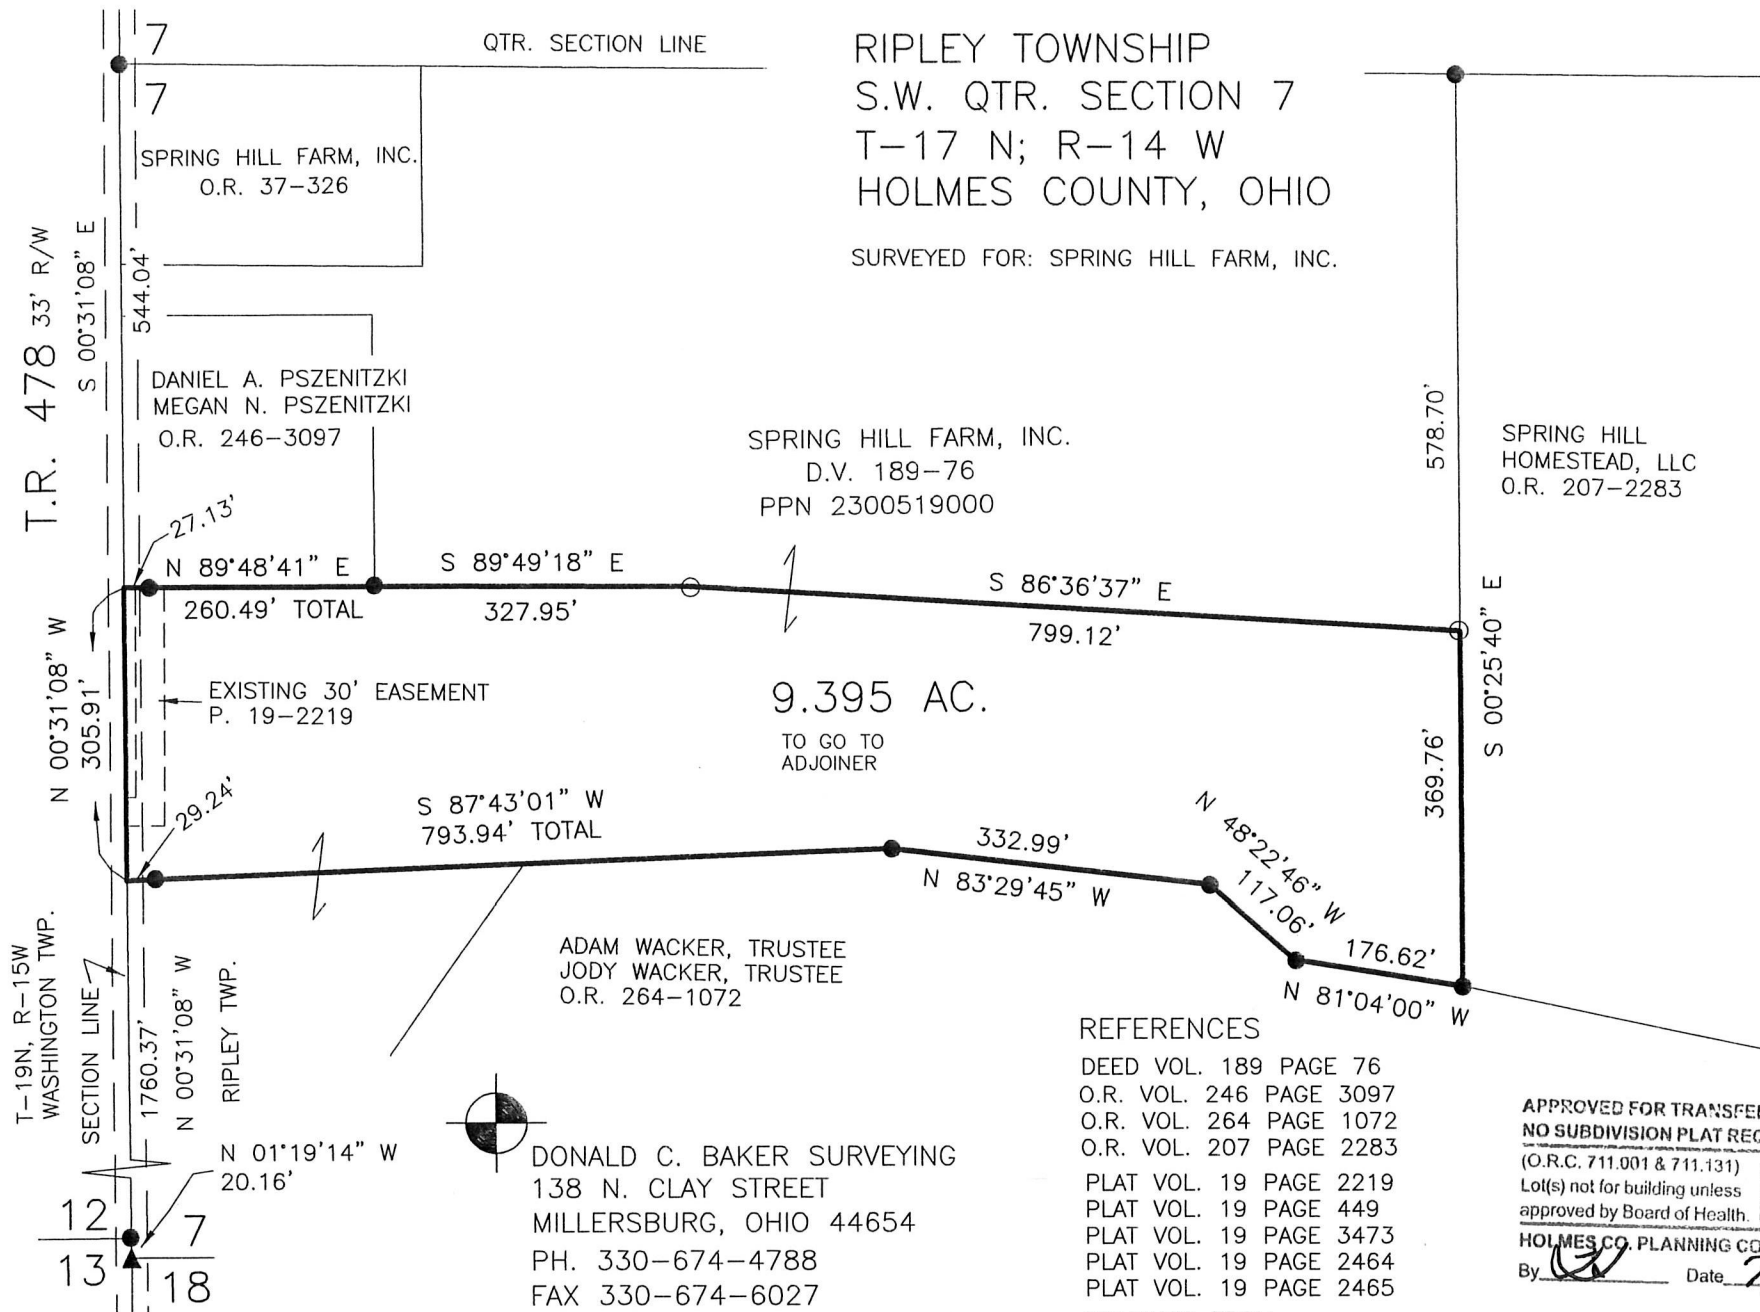 7
7
QTR. SECTION LINE
RIPLEY TOWNSHIP
S.W. QTR. SECTION 7
T-17 N; R-14 W
HOLMES COUNTY, OHIO
SURVEYED FOR: SPRING HILL FARM, INC.
SPRING HILL FARM, INC.
O.R. 37-326
T.R. 478 33' R/W
S 00°31'08" E
544.04'
DANIEL A. PSZENITZKI
MEGAN N. PSZENITZKI
O.R. 246-3097
SPRING HILL FARM, INC.
D.V. 189-76
PPN 2300519000
578.70'
SPRING HILL
HOMESTEAD, LLC
O.R. 207-2283
27.13'
N 89°48'41" E
260.49' TOTAL
S 89°49'18" E
327.95'
S 86°36'37" E
799.12'
S 00°25'40" E
369.76'
N 00°31'08" W
305.91'
EXISTING 30' EASEMENT
P. 19-2219
9.395 AC.
TO GO TO
ADJOINER
29.24'
S 87°43'01" W
793.94' TOTAL
332.99'
N 83°29'45" W
N 48°22'46" W
117.06'
176.62'
N 81°04'00" W
ADAM WACKER, TRUSTEE
JODY WACKER, TRUSTEE
O.R. 264-1072
T-19N, R-15W
WASHINGTON TWP.
SECTION LINE
1760.37'
N 00°31'08" W
RIPLEY TWP.
N 01°19'14" W
20.16'
12
7
13
18
DONALD C. BAKER SURVEYING
138 N. CLAY STREET
MILLERSBURG, OHIO 44654
PH. 330-674-4788
FAX 330-674-6027
REFERENCES
DEED VOL. 189 PAGE 76
O.R. VOL. 246 PAGE 3097
O.R. VOL. 264 PAGE 1072
O.R. VOL. 207 PAGE 2283
PLAT VOL. 19 PAGE 2219
PLAT VOL. 19 PAGE 449
PLAT VOL. 19 PAGE 3473
PLAT VOL. 19 PAGE 2464
PLAT VOL. 19 PAGE 2465
APPROVED FOR TRANSFE
NO SUBDIVISION PLAT REQ
(O.R.C. 711.001 & 711.131)
Lot(s) not for building unless
approved by Board of Health.
HOLMES CO. PLANNING CO
By Date